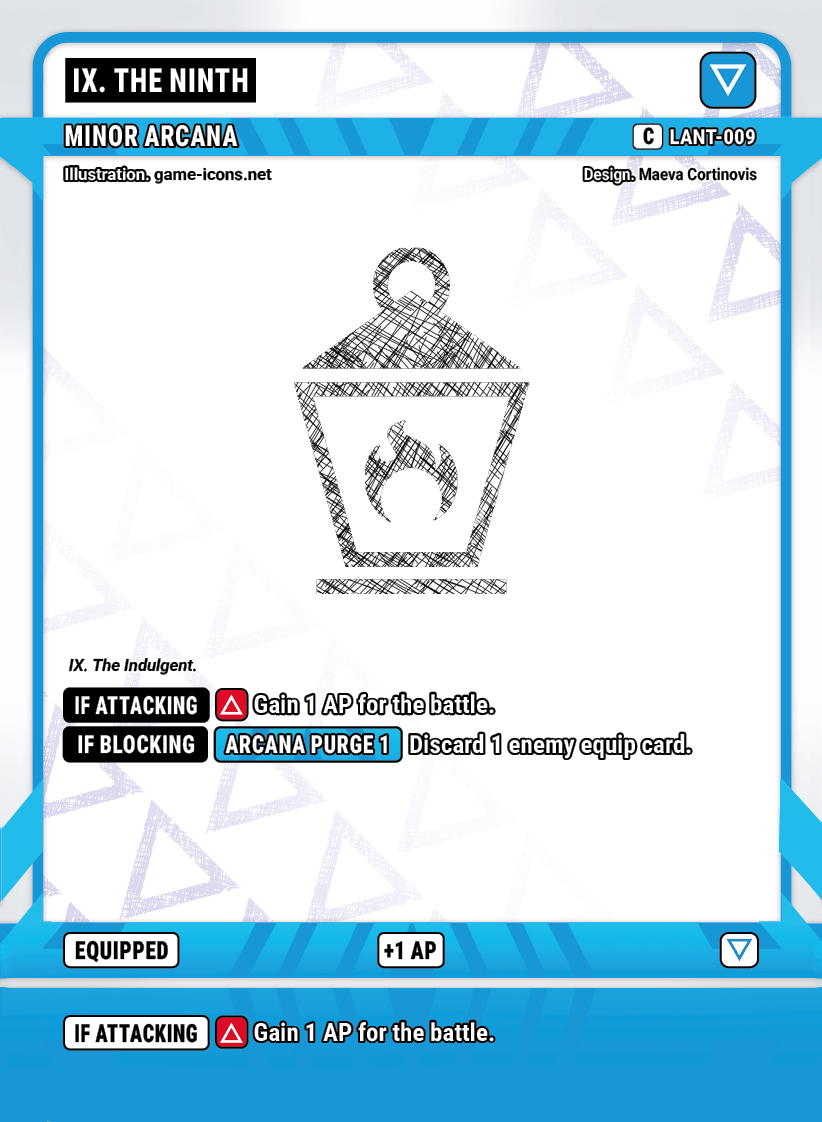 IX. THE NINTH
MINOR ARCANA
C LANT-009
Illustration. game-icons.net
Design. Maeva Cortinovis
IX. The Indulgent.
IF ATTACKING Gain 1 AP for the battle.
IF BLOCKING ARCANA PURGE 1 Discard 1 enemy equip card.
EQUIPPED
+1 AP
IF ATTACKING Gain 1 AP for the battle.